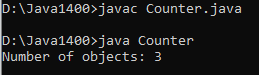 D:\Java1400>javac Counter.java
D:\Java1400>java Counter
Number of objects: 3